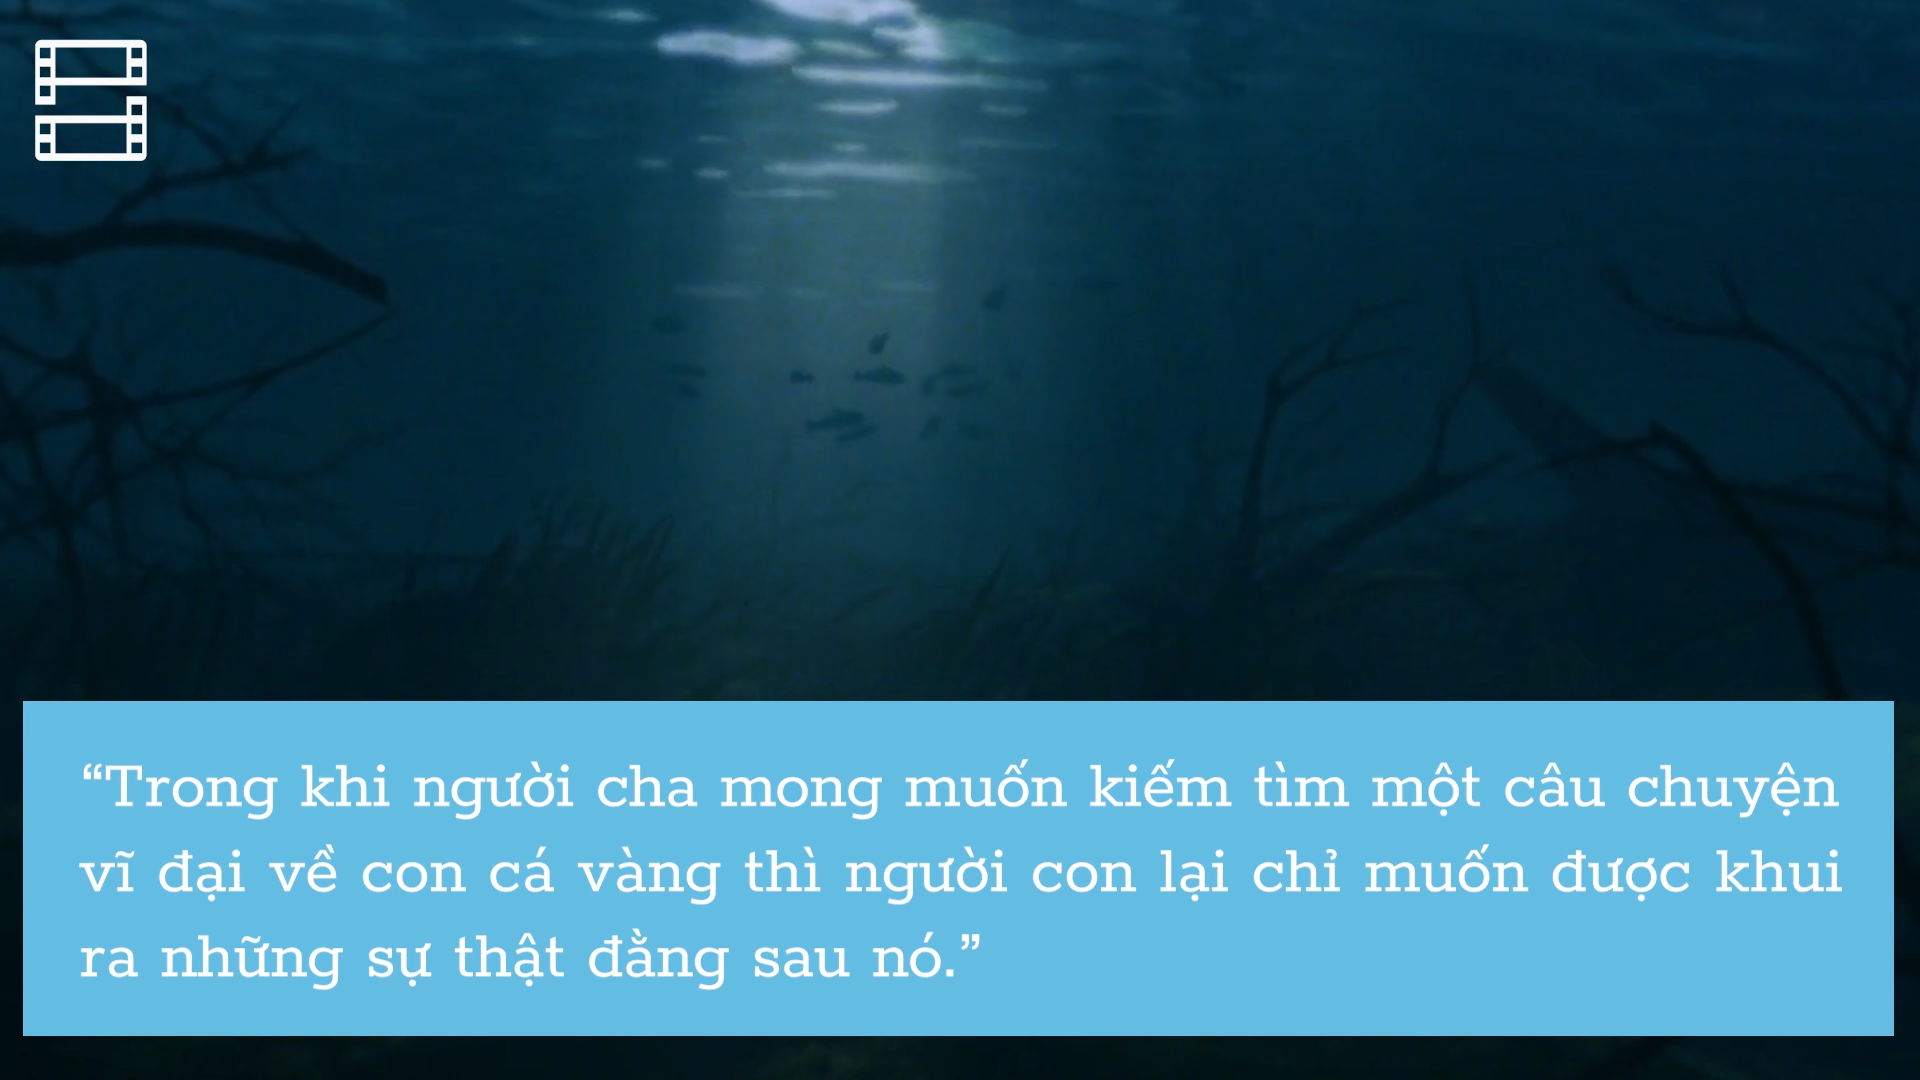 “Trong khi người cha mong muốn kiếm tìm một câu chuyện
vĩ đại về con cá vàng thì người con lại chỉ muốn được khui
ra những sự thật đằng sau nó.”